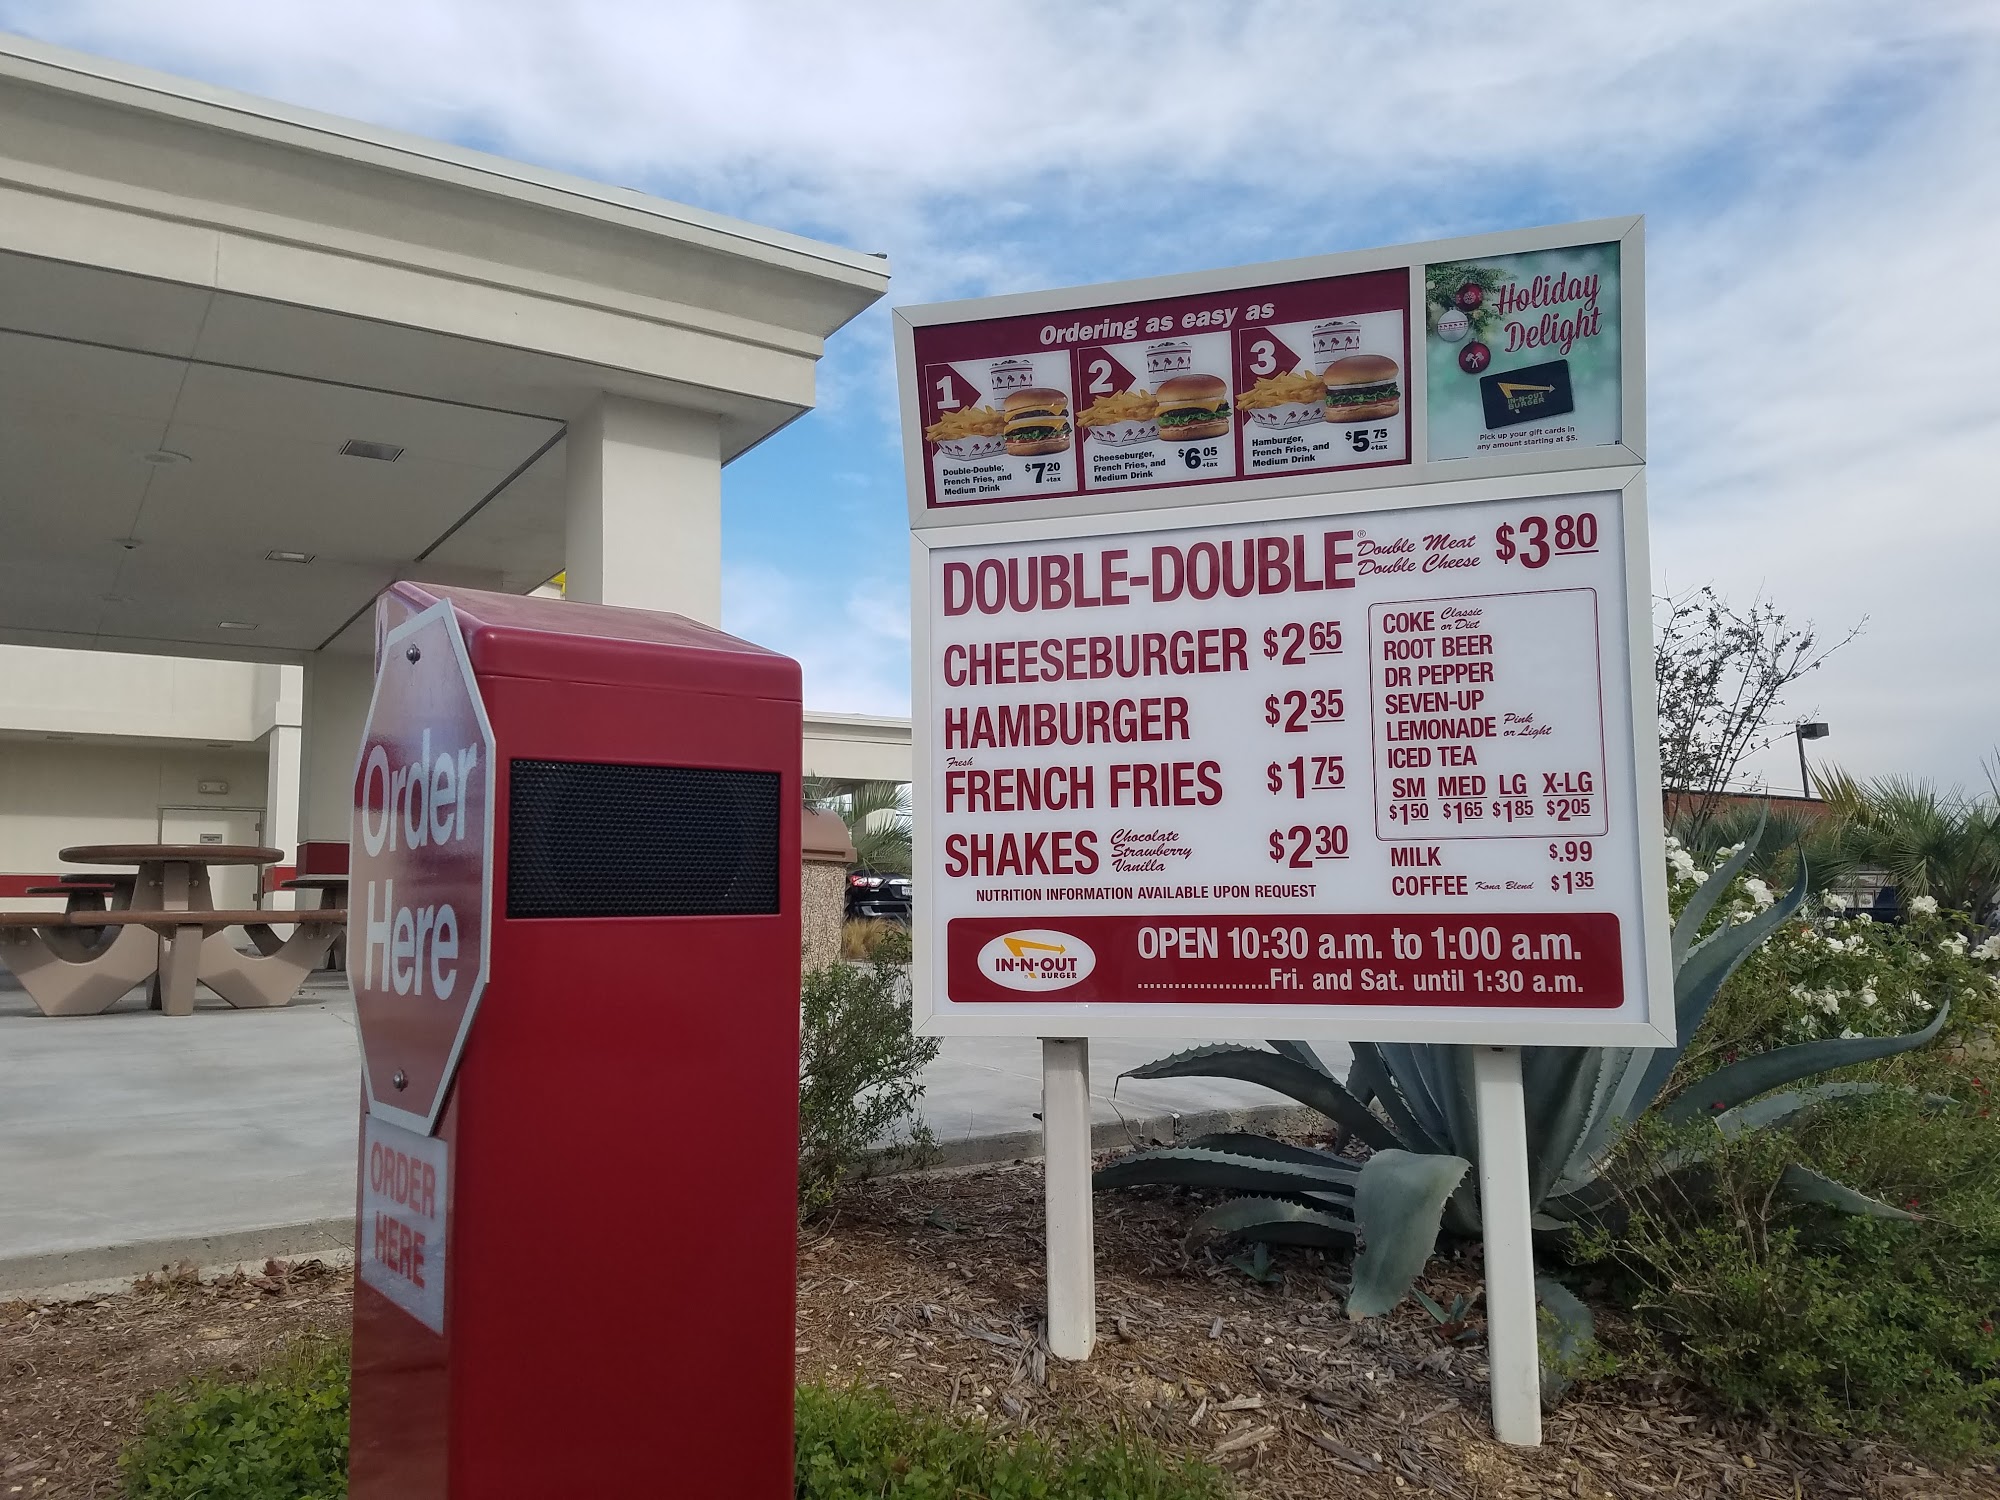 Order
Here
ORDER
HERE
Ordering as easy as
1
Double-Double,
French Fries, and
Medium Drink
$7 20
+tax
2
Cheeseburger,
French Fries, and
Medium Drink
$6 05
+tax
3
Hamburger,
French Fries, and
Medium Drink
$5 75
+tax
Holiday
Delight
IN-N-OUT
BURGER
Pick up your gift cards in
any amount starting at $5.
DOUBLE-DOUBLE® Double Meat Double Cheese $3 80
CHEESEBURGER $2 65
HAMBURGER $2 35
Fresh
FRENCH FRIES $1 75
SHAKES Chocolate Strawberry Vanilla $2 30
NUTRITION INFORMATION AVAILABLE UPON REQUEST
COKE Classic or Diet
ROOT BEER
DR PEPPER
SEVEN-UP
LEMONADE Pink or Light
ICED TEA
SM MED LG X-LG
$1 50 $1 65 $1 85 $2 05
MILK $.99
COFFEE Kona Blend $1 35
IN-N-OUT
BURGER
OPEN 10:30 a.m. to 1:00 a.m.
.....................Fri. and Sat. until 1:30 a.m.